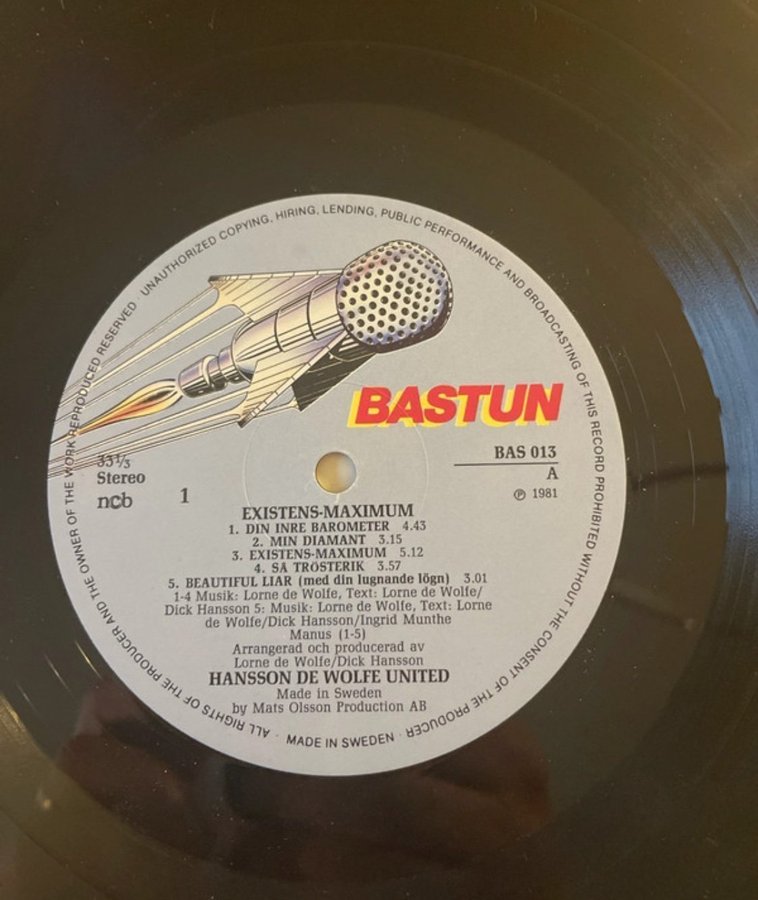 ALL RIGHTS OF THE PRODUCER AND THE OWNER OF THE WORK REPRODUCED RESERVED · UNAUTHORIZED COPYING, HIRING, LENDING, PUBLIC PERFORMANCE AND BROADCASTING OF THIS RECORD PROHIBITED WITHOUT THE CONSENT OF THE PRODUCER · MADE IN SWEDEN ·
BASTUN
33⅓
Stereo
ncb
1
BAS 013
A
℗ 1981
EXISTENS-MAXIMUM
1. DIN INRE BAROMETER 4.43
2. MIN DIAMANT 3.15
3. EXISTENS-MAXIMUM 5.12
4. SÅ TRÖSTERIK 3.57
5. BEAUTIFUL LIAR (med din lugnande lögn) 3.01
1-4 Musik: Lorne de Wolfe, Text: Lorne de Wolfe/
Dick Hansson 5: Musik: Lorne de Wolfe, Text: Lorne
de Wolfe/Dick Hansson/Ingrid Munthe
Manus (1-5)
Arrangerad och producerad av
Lorne de Wolfe/Dick Hansson
HANSSON DE WOLFE UNITED
Made in Sweden
by Mats Olsson Production AB